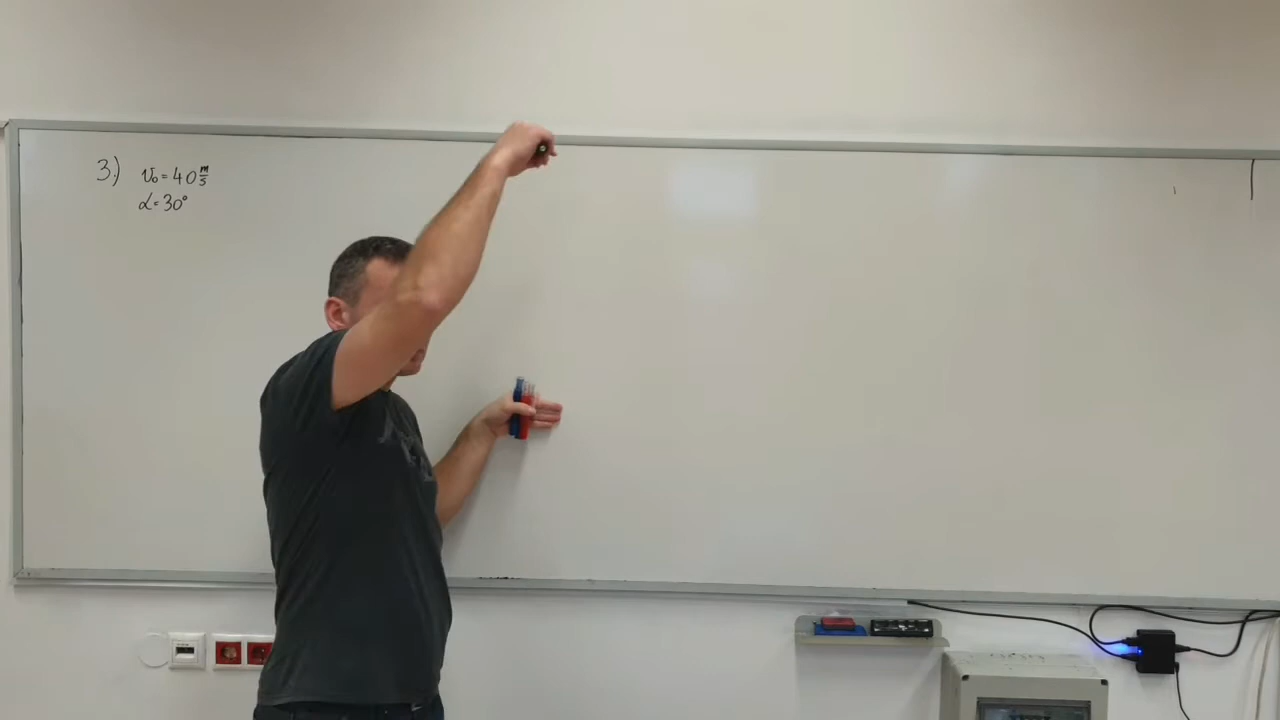 3.) v₀ = 40 m/s
α = 30°